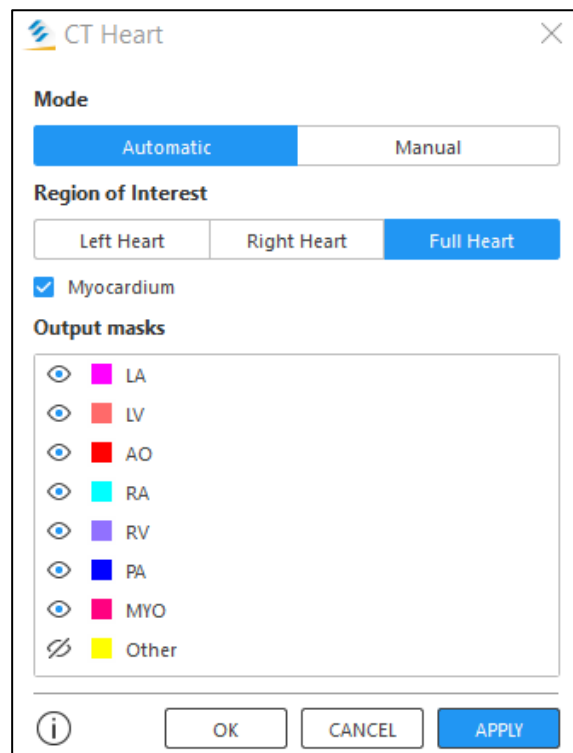 CT Heart
Mode
Automatic Manual
Region of Interest
Left Heart Right Heart Full Heart
Myocardium
Output masks
LA
LV
AO
RA
RV
PA
MYO
Other
i OK CANCEL APPLY